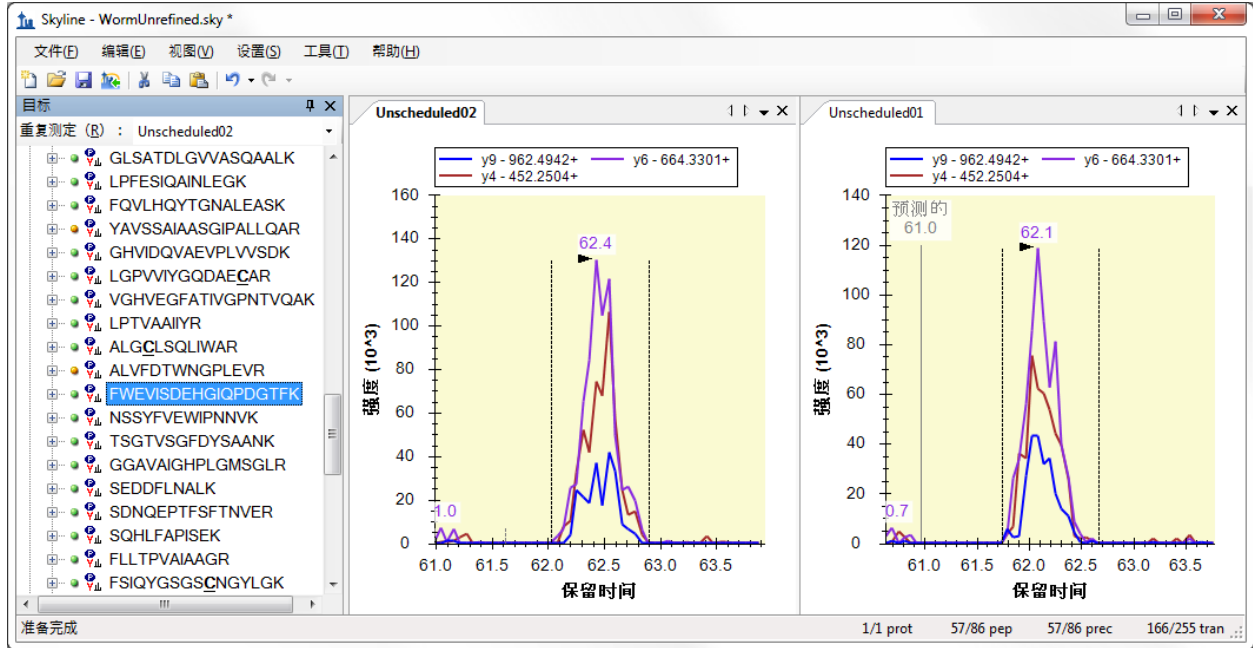 Skyline - WormUnrefined.sky *
文件(F) 编辑(E) 视图(V) 设置(S) 工具(T) 帮助(H)
目标
重复测定 (R) : Unscheduled02
GLSATDLGVVASQAALK
LPFESIQAINLEGK
FQVLHQYTGNALEASK
YAVSSAIAASGIPALLQAR
GHVIDQVAEVPLVVSDK
LGPVVIYGQDAECAR
VGHVEGFATIVGPNTVQAK
LPTVAAIIYR
ALGCLSQLIWAR
ALVFDTWNGPLEVR
FWEVISDEHGIQPDGTFK
NSSYFVEWIPNNVK
TSGTVSGFDYSAANK
GGAVAIGHPLGMSGLR
SEDDFLNALK
SDNQEPTFSFTNVER
SQHLFAPISEK
FLLTPVAIAAGR
FSIQYGSGSCNGYLGK
Unscheduled02
y9 - 962.4942+ y6 - 664.3301+
y4 - 452.2504+
160
140
120
100
80
60
40
20
0
强度 (10^3)
62.4
1.0
61.0 61.5 62.0 62.5 63.0 63.5
保留时间
Unscheduled01
y9 - 962.4942+ y6 - 664.3301+
y4 - 452.2504+
140
120
100
80
60
40
20
0
强度 (10^3)
预测的
61.0
62.1
0.7
61.0 61.5 62.0 62.5 63.0 63.5
保留时间
准备完成 1/1 prot 57/86 pep 57/86 prec 166/255 tran